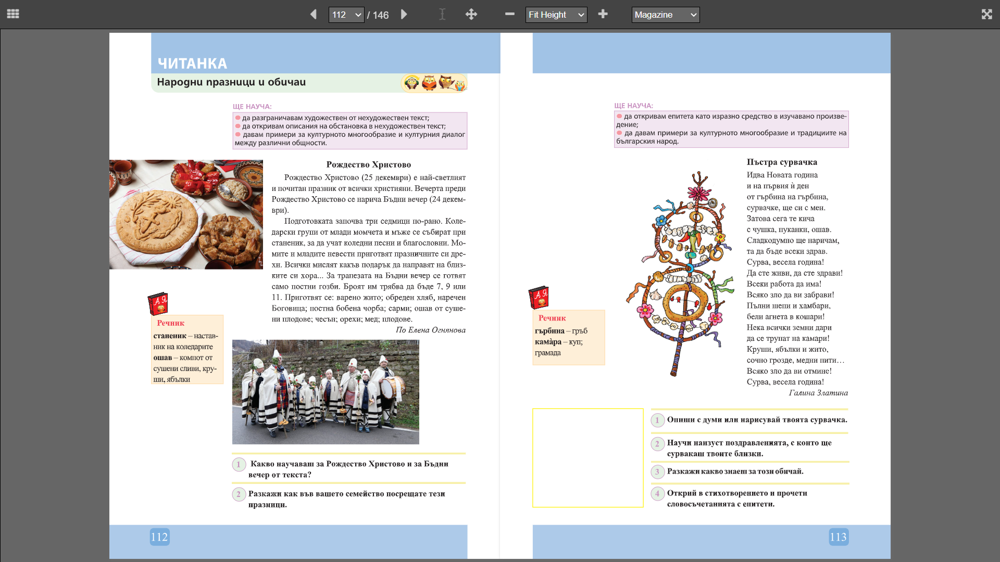 112
/ 146
Fit Height
Magazine
ЧИТАНКА
Народни празници и обичаи
ЩЕ НАУЧА:
да разграничавам художествен от нехудожествен текст;
да откривам описания на обстановка в нехудожествен текст;
давам примери за културното многообразие и културния диалог
между различни общности.
Рождество Христово
Рождество Христово (25 декември) е най-светлият
и почитан празник от всички християни. Вечерта преди
Рождество Христово се нарича Бъдни вечер (24 декем-
ври).
Подготовката започва три седмици по-рано. Коле-
дарски групи от млади момчета и мъже се събират при
станеник, за да учат коледни песни и благословии. Мо-
мите и младите невести приготвят празничните си дре-
хи. Всички мислят какъв подарък да направят на близ-
ките си хора... За трапезата на Бъдни вечер се готвят
само постни гозби. Броят им трябва да бъде 7, 9 или
11. Приготвят се: варено жито; обреден хляб, наречен
Боговица; постна бобена чорба; сарми; ошав от суше-
ни плодове; чесън; орехи; мед; плодове.
По Елена Огнянова
А Я
Речник
станеник – настав-
ник на коледарите
ошав – компот от
сушени сливи, кру-
ши, ябълки
1 Какво научаваш за Рождество Христово и за Бъдни
вечер от текста?
2 Разкажи как във вашето семейство посрещате тези
празници.
112
ЩЕ НАУЧА:
да откривам епитета като изразно средство в изучавано произве-
дение;
да давам примери за културното многообразие и традициите на
българския народ.
Пъстра сурвачка
Идва Новата година
и на първия ѝ ден
от гърбина на гърбина,
сурвачке, ще си с мен.
Затова сега те кича
с чушка, пуканки, ошав.
Сладкодумно ще наричам,
та да бъде всеки здрав.
Сурва, весела година!
Да сте живи, да сте здрави!
Всеки работа да има!
Всяко зло да ви забрави!
Пълни шепи и хамбари,
бели агнета в кошари!
Нека всички земни дари
да се трупат на камари!
Круши, ябълки и жито,
сочно грозде, медни пити…
Всяко зло да ви отмине!
Сурва, весела година!
Галина Златина
А Я
Речник
гърбина – гръб
камàра – куп;
грамада
1 Опиши с думи или нарисувай твоята сурвачка.
2 Научи наизуст поздравленията, с които ще
сурвакаш твоите близки.
3 Разкажи какво знаеш за този обичай.
4 Открий в стихотворението и прочети
словосъчетанията с епитети.
113